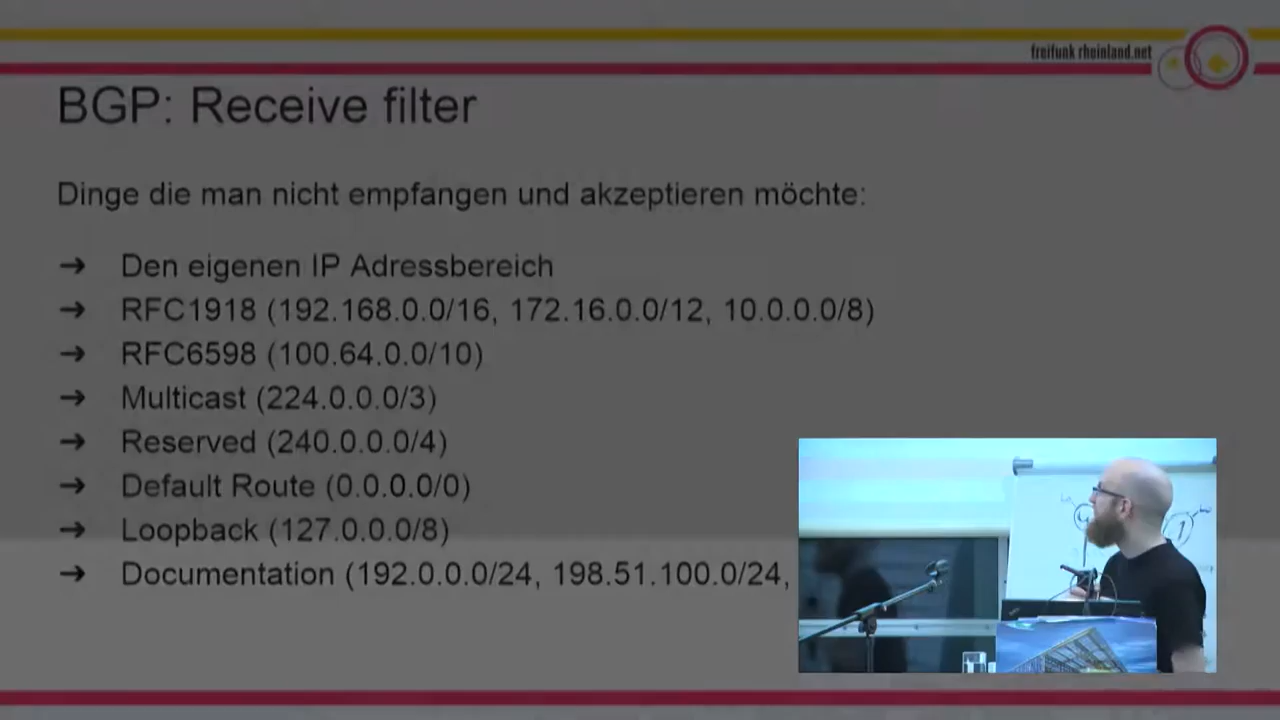 freifunk rheinland.net
BGP: Receive filter
Dinge die man nicht empfangen und akzeptieren möchte:
➔ Den eigenen IP Adressbereich
➔ RFC1918 (192.168.0.0/16, 172.16.0.0/12, 10.0.0.0/8)
➔ RFC6598 (100.64.0.0/10)
➔ Multicast (224.0.0.0/3)
➔ Reserved (240.0.0.0/4)
➔ Default Route (0.0.0.0/0)
➔ Loopback (127.0.0.0/8)
➔ Documentation (192.0.0.0/24, 198.51.100.0/24,